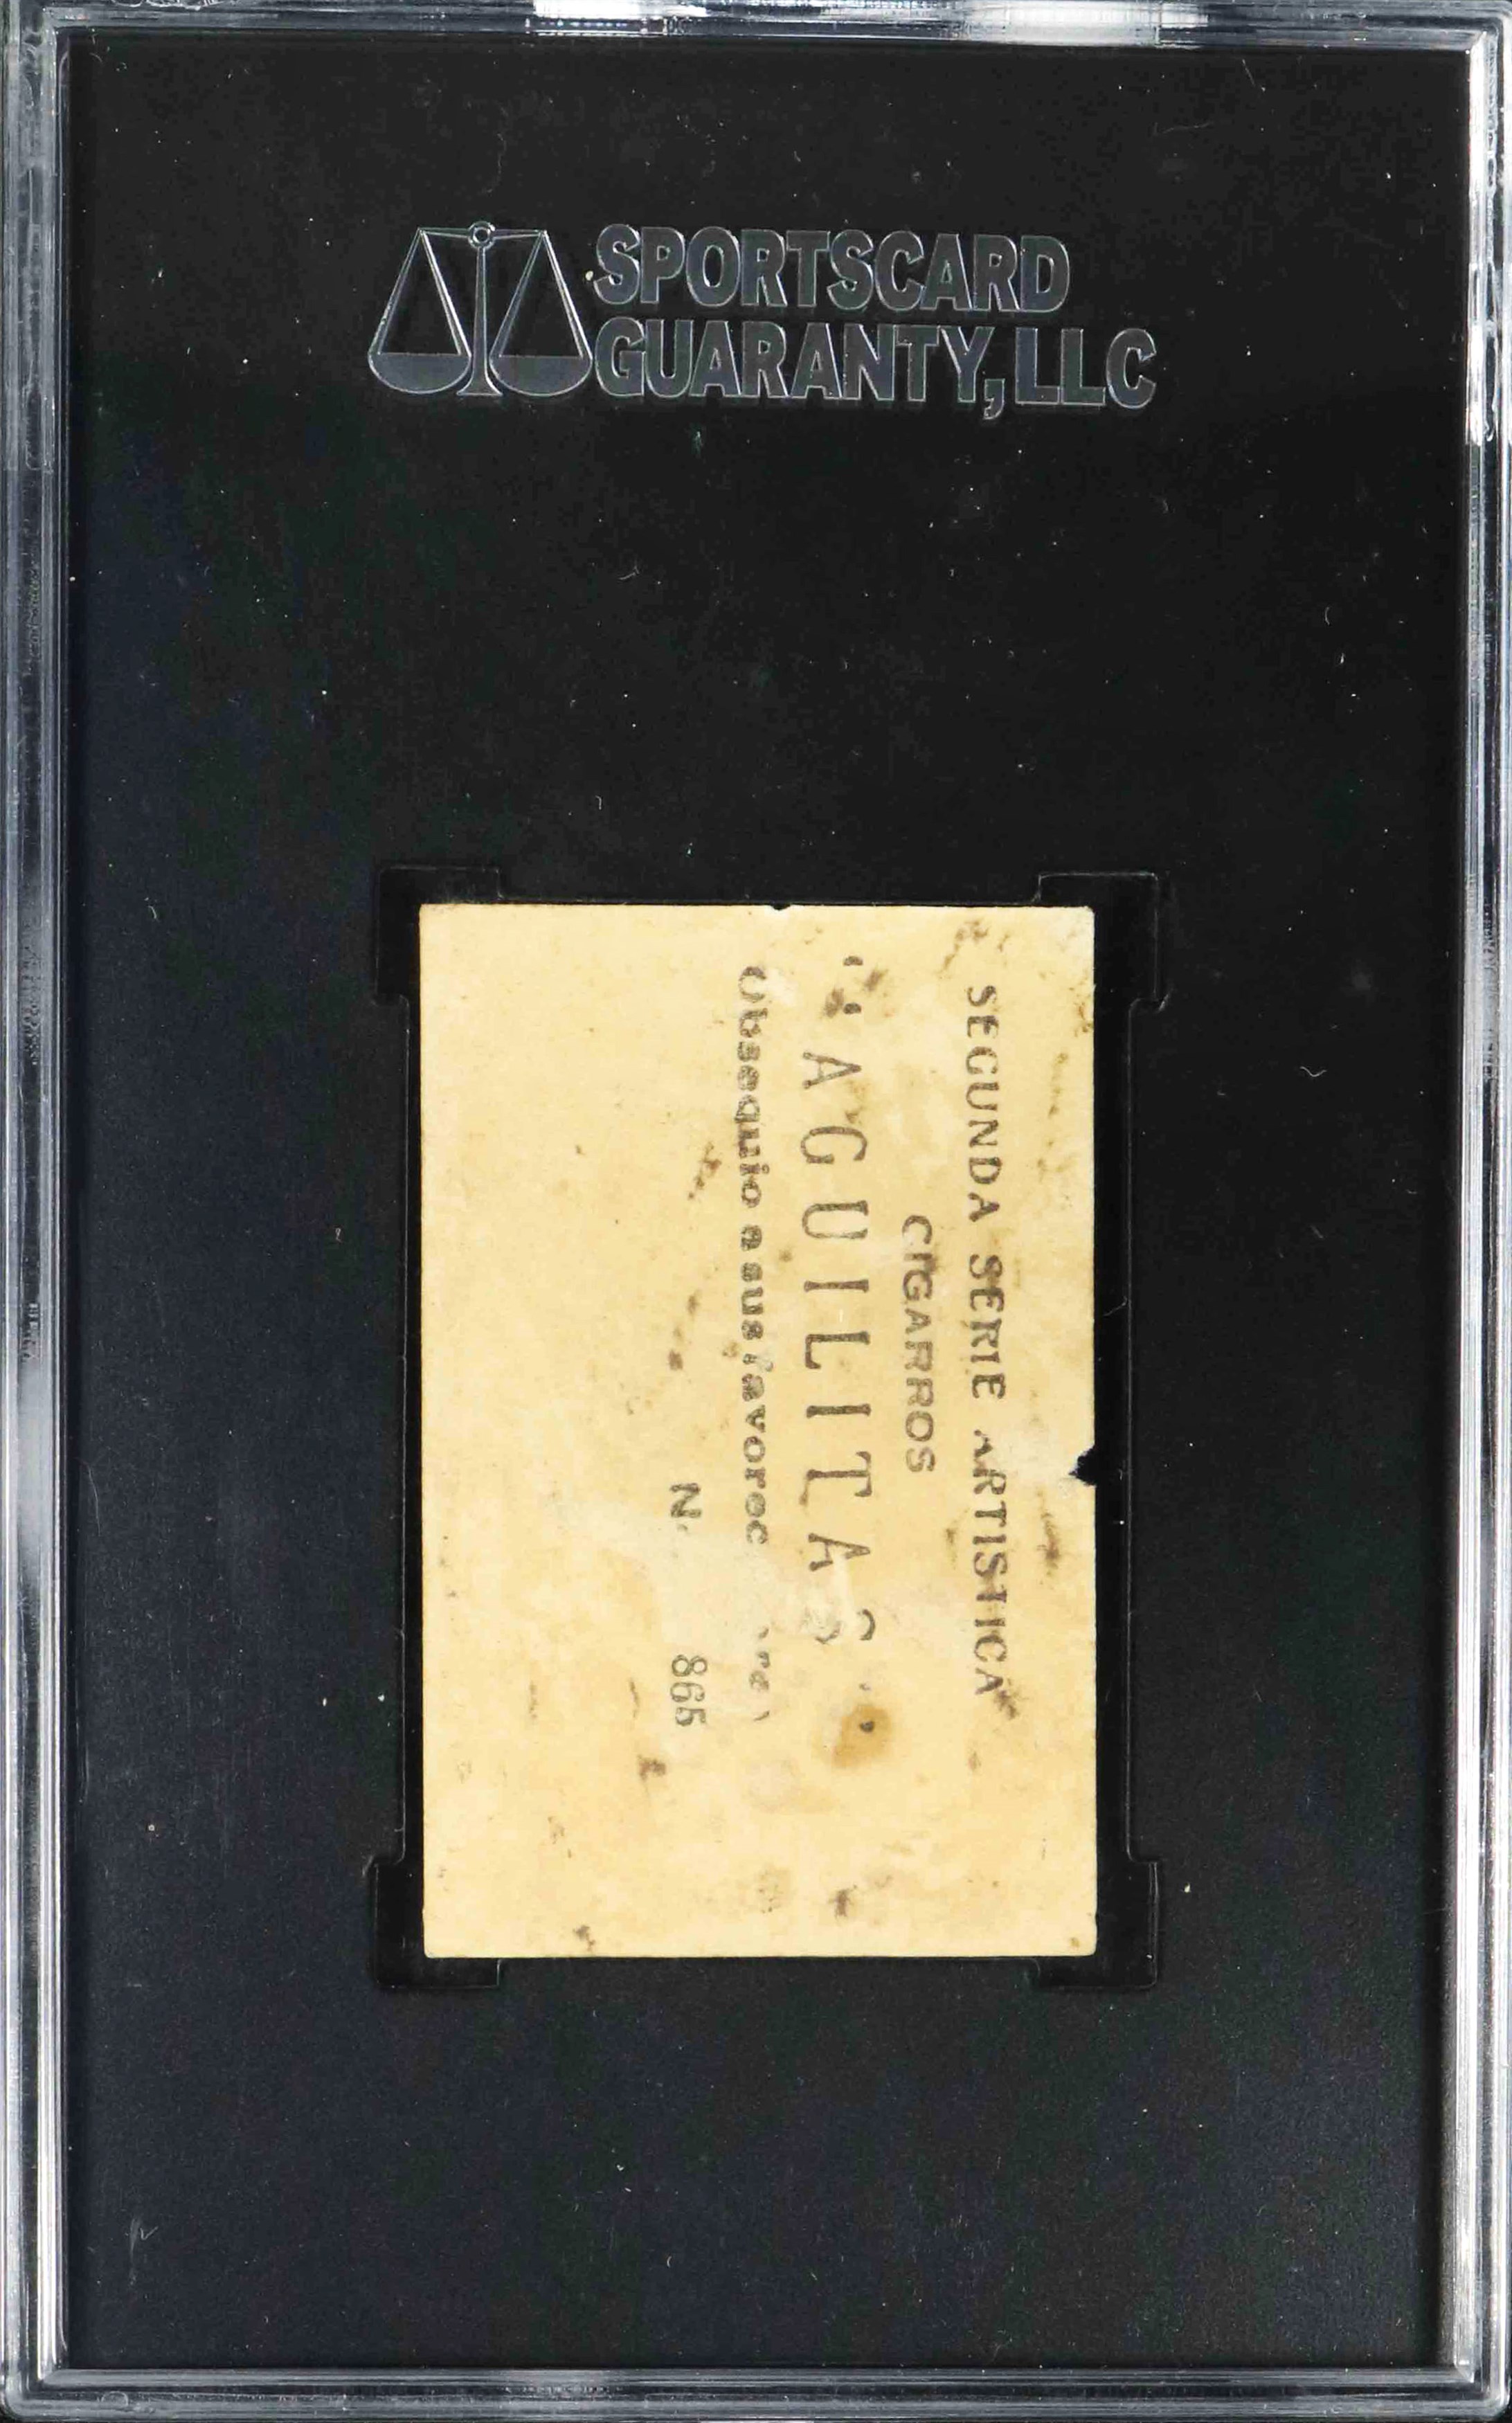 SPORTSCARD
GUARANTY, LLC
SEGUNDA SERIE ARTISTICA
CIGARROS
"AGUILITAS"
Obsequio a sus favorec
N. 865